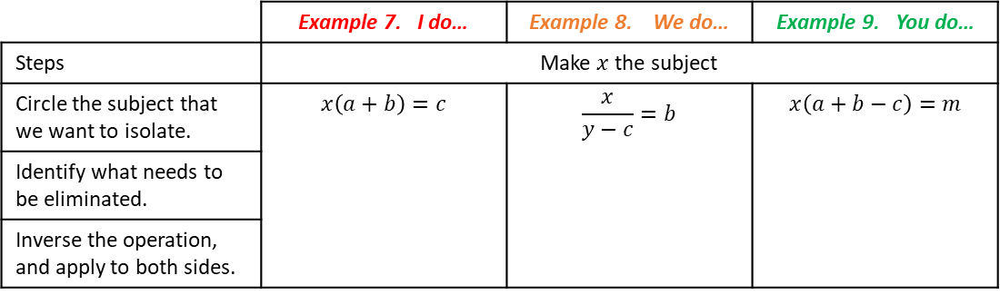 Example 7.   I do...
Example 8.   We do...
Example 9.   You do...
Steps
Make x the subject
Circle the subject that
we want to isolate.
x(a + b) = c
x
y − c
= b
x(a + b − c) = m
Identify what needs to
be eliminated.
Inverse the operation,
and apply to both sides.